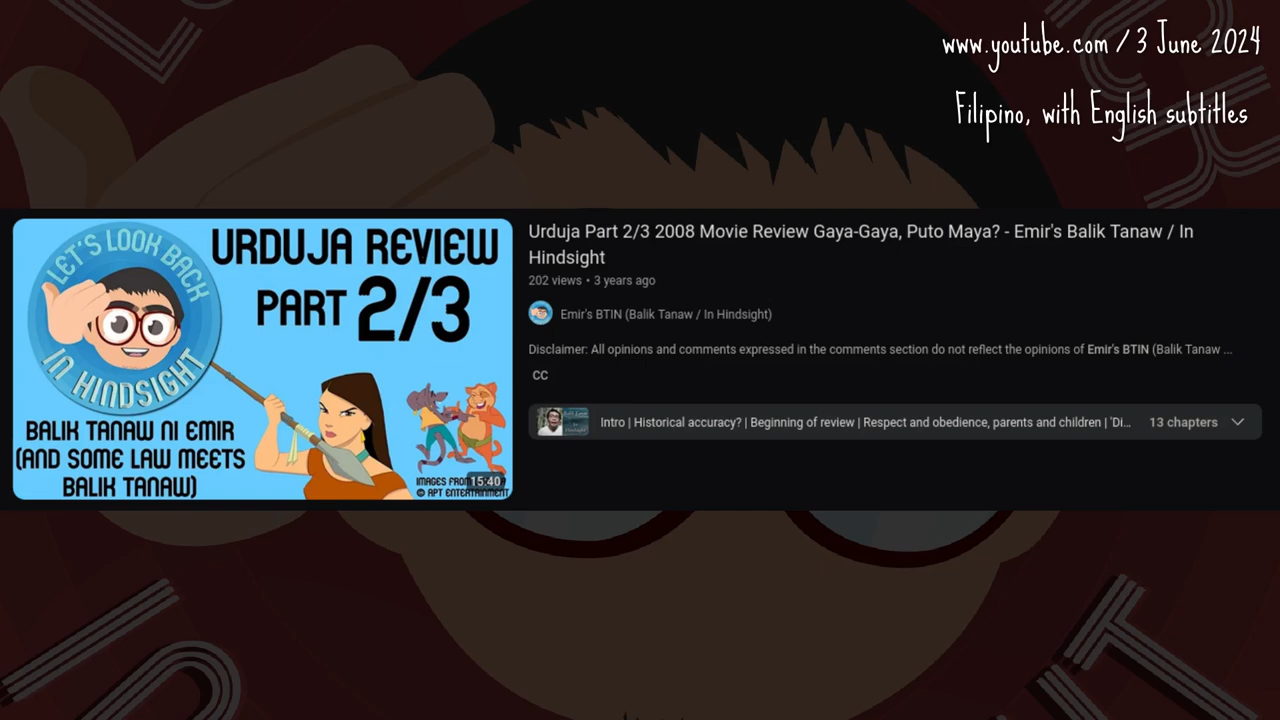 www.youtube.com / 3 June 2024
Filipino, with English subtitles
LET'S LOOK BACK
IN HINDSIGHT
URDUJA REVIEW
PART 2/3
BALIK TANAW NI EMIR
(AND SOME LAW MEETS
BALIK TANAW)
IMAGES FROM
© APT ENTERTAINMENT
15:40
Urduja Part 2/3 2008 Movie Review Gaya-Gaya, Puto Maya? - Emir's Balik Tanaw / In
Hindsight
202 views • 3 years ago
Emir's BTIN (Balik Tanaw / In Hindsight)
Disclaimer: All opinions and comments expressed in the comments section do not reflect the opinions of Emir's BTIN (Balik Tanaw ...
CC
Intro | Historical accuracy? | Beginning of review | Respect and obedience, parents and children | 'Di...
13 chapters